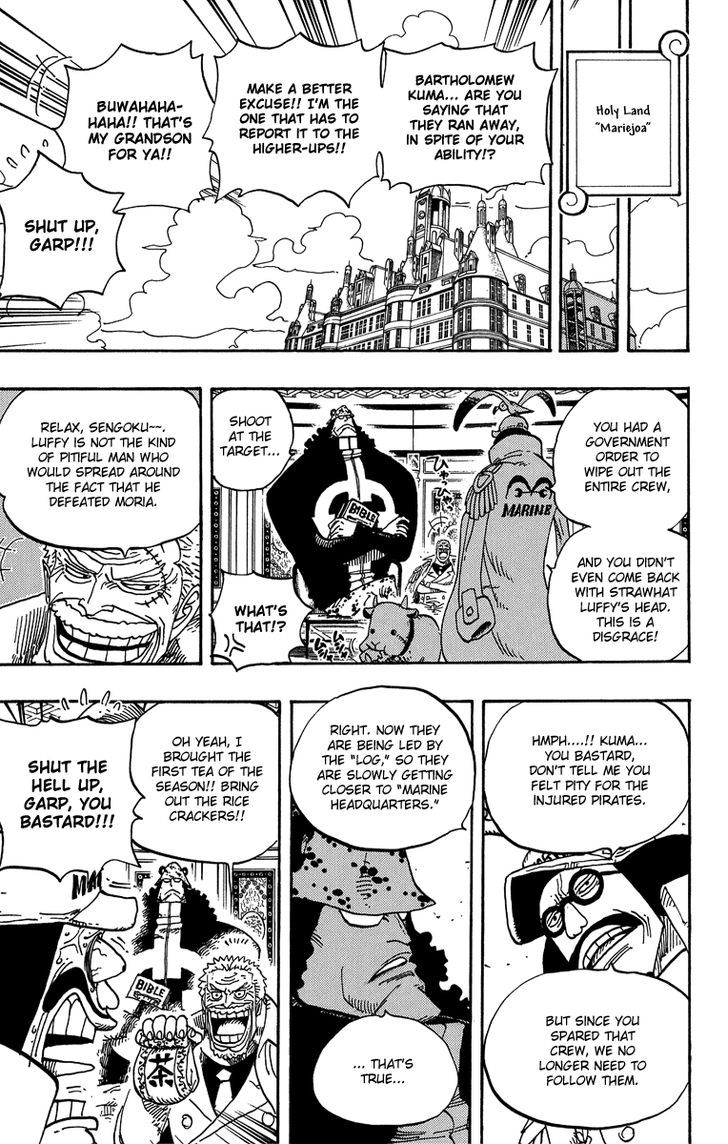 Holy Land
"Mariejoa"
BARTHOLOMEW
KUMA... ARE YOU
SAYING THAT
THEY RAN AWAY,
IN SPITE OF YOUR
ABILITY!?
MAKE A BETTER
EXCUSE!! I'M THE
ONE THAT HAS TO
REPORT IT TO THE
HIGHER-UPS!!
BUWAHAHA-
HAHA!! THAT'S
MY GRANDSON
FOR YA!!
SHUT UP,
GARP!!!
YOU HAD A
GOVERNMENT
ORDER TO
WIPE OUT THE
ENTIRE CREW,
AND YOU DIDN'T
EVEN COME BACK
WITH STRAWHAT
LUFFY'S HEAD.
THIS IS A
DISGRACE!
MARINE
ひゃっひゃっ
BIBLE
SHOOT
AT THE
TARGET...
WHAT'S
THAT!?
RELAX, SENGOKU~~.
LUFFY IS NOT THE KIND
OF PITIFUL MAN WHO
WOULD SPREAD AROUND
THE FACT THAT HE
DEFEATED MORIA.
HMPH....!! KUMA...
YOU BASTARD,
DON'T TELL ME YOU
FELT PITY FOR THE
INJURED PIRATES.
BUT SINCE YOU
SPARED THAT
CREW, WE NO
LONGER NEED TO
FOLLOW THEM.
RIGHT. NOW THEY
ARE BEING LED BY
THE "LOG," SO THEY
ARE SLOWLY GETTING
CLOSER TO "MARINE
HEADQUARTERS."
... THAT'S
TRUE...
OH YEAH, I
BROUGHT THE
FIRST TEA OF THE
SEASON!! BRING
OUT THE RICE
CRACKERS!!
SHUT THE
HELL UP,
GARP, YOU
BASTARD!!!
MA
BIBLE
茶